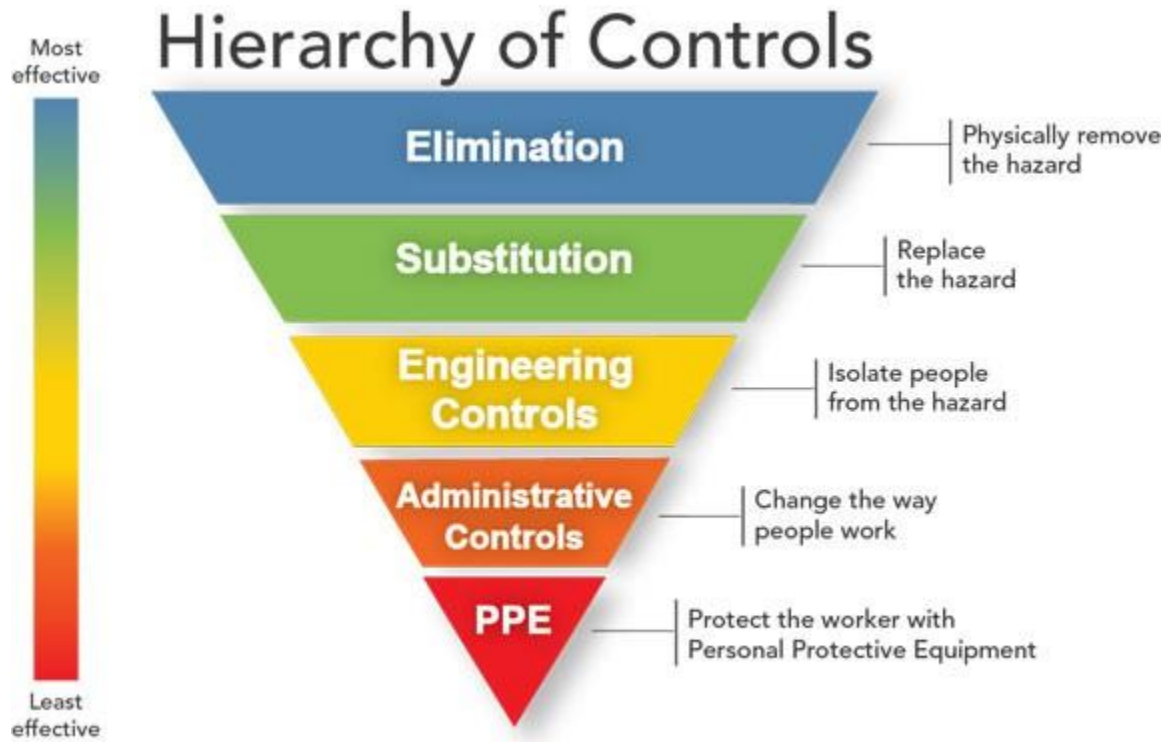 Hierarchy of Controls
Most
effective
Elimination
Physically remove
the hazard
Substitution
Replace
the hazard
Engineering
Controls
Isolate people
from the hazard
Administrative
Controls
Change the way
people work
PPE
Protect the worker with
Personal Protective Equipment
Least
effective